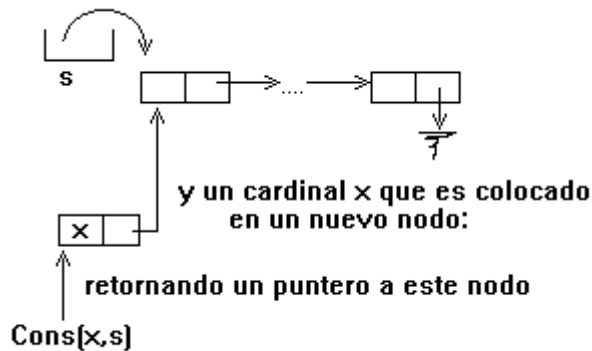 s
....
y un cardinal x que es colocado
en un nuevo nodo:
x
retornando un puntero a este nodo
Cons(x,s)